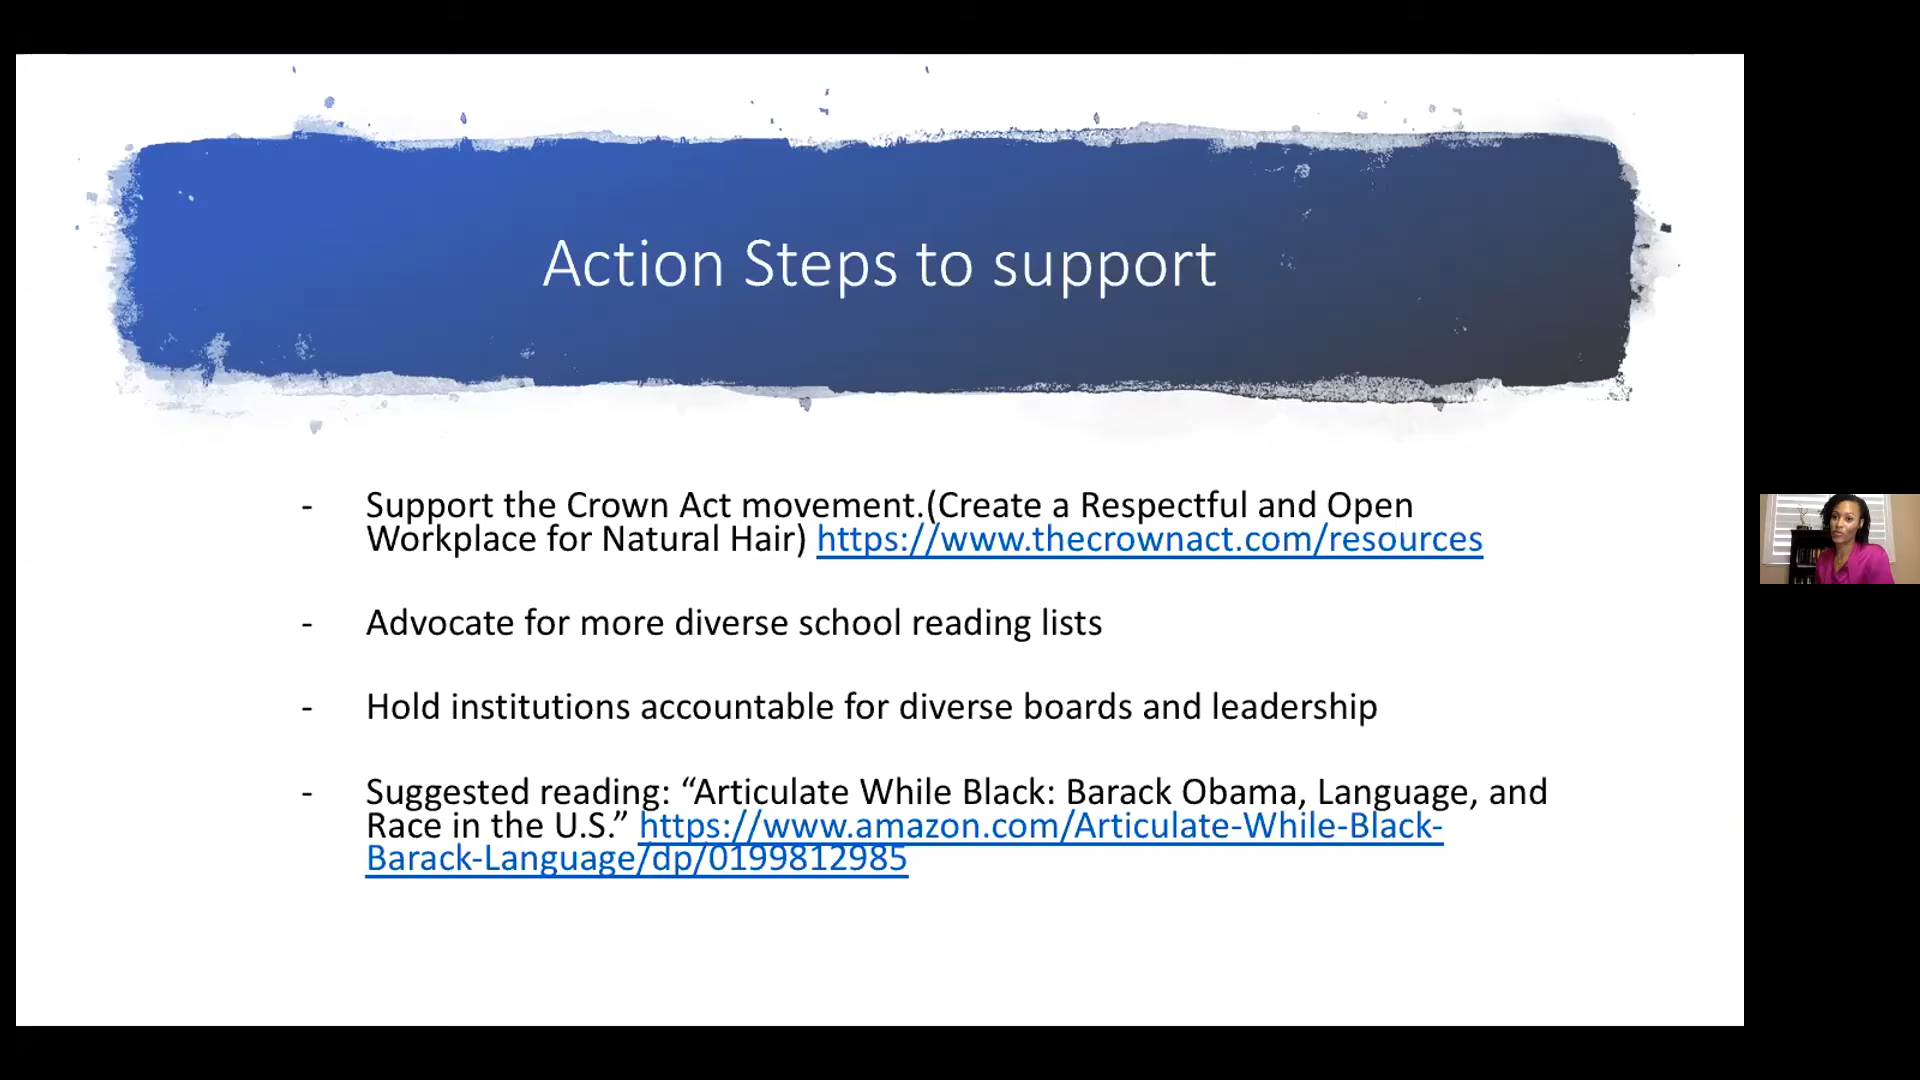 Action Steps to support
- Support the Crown Act movement.(Create a Respectful and Open
Workplace for Natural Hair) https://www.thecrownact.com/resources
- Advocate for more diverse school reading lists
- Hold institutions accountable for diverse boards and leadership
- Suggested reading: “Articulate While Black: Barack Obama, Language, and
Race in the U.S.” https://www.amazon.com/Articulate-While-Black-
Barack-Language/dp/0199812985